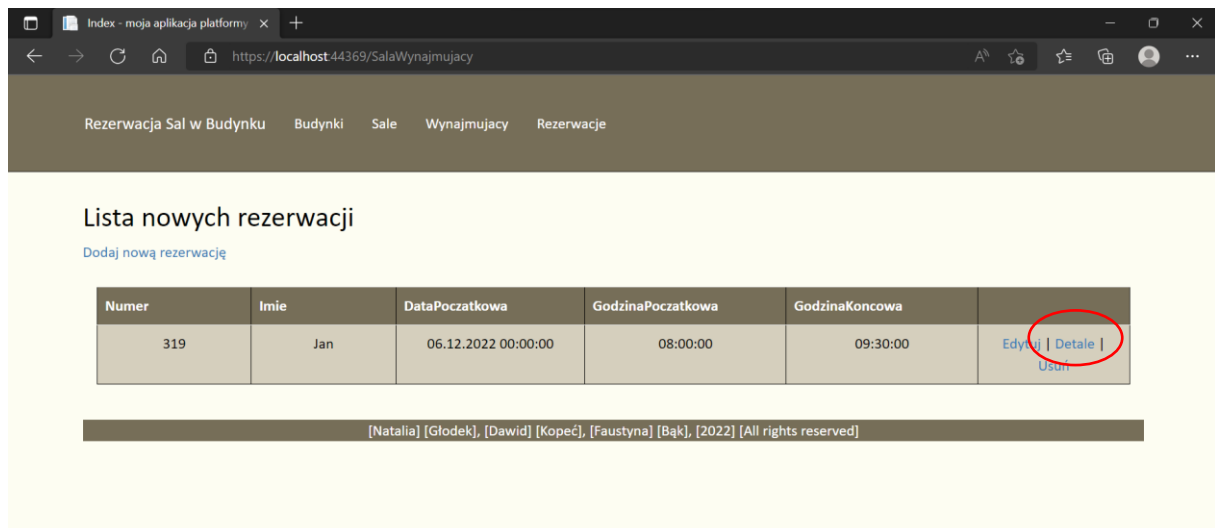 Index - moja aplikacja platformy
https://localhost:44369/SalaWynajmujacy
Rezerwacja Sal w Budynku Budynki Sale Wynajmujacy Rezerwacje
Lista nowych rezerwacji
Dodaj nową rezerwację
Numer Imie DataPoczatkowa GodzinaPoczatkowa GodzinaKoncowa
319 Jan 06.12.2022 00:00:00 08:00:00 09:30:00 Edytuj | Detale |
Usuń
[Natalia] [Głodek], [Dawid] [Kopeć], [Faustyna] [Bąk], [2022] [All rights reserved]